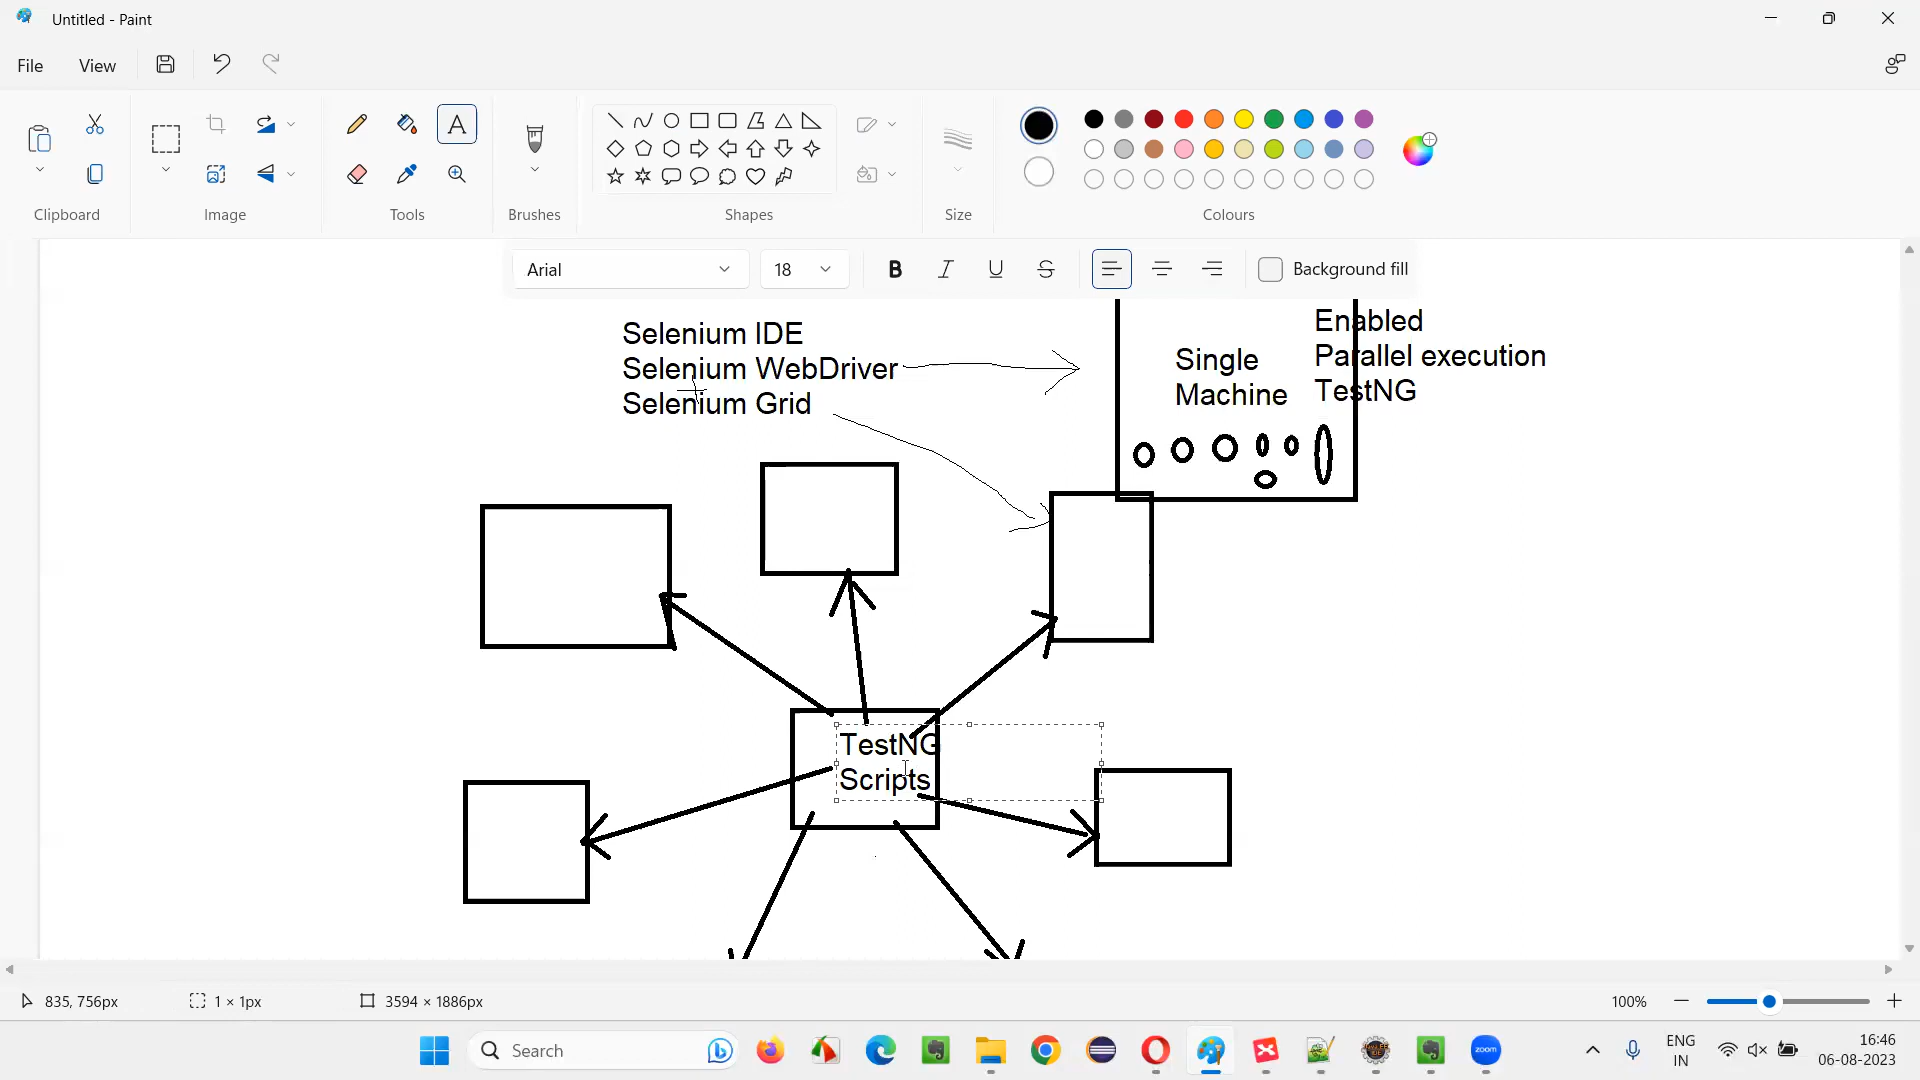 Untitled - Paint
File
View
Clipboard
Image
Tools
Brushes
Shapes
Size
Colours
Arial
18
B
I
U
S
Background fill
Selenium IDE
Selenium WebDriver
Selenium Grid
Single
Machine
Enabled
Parallel execution
TestNG
TestNG
Scripts
835, 756px
1 × 1px
3594 × 1886px
100%
Search
zoom
ENG
IN
16:46
06-08-2023